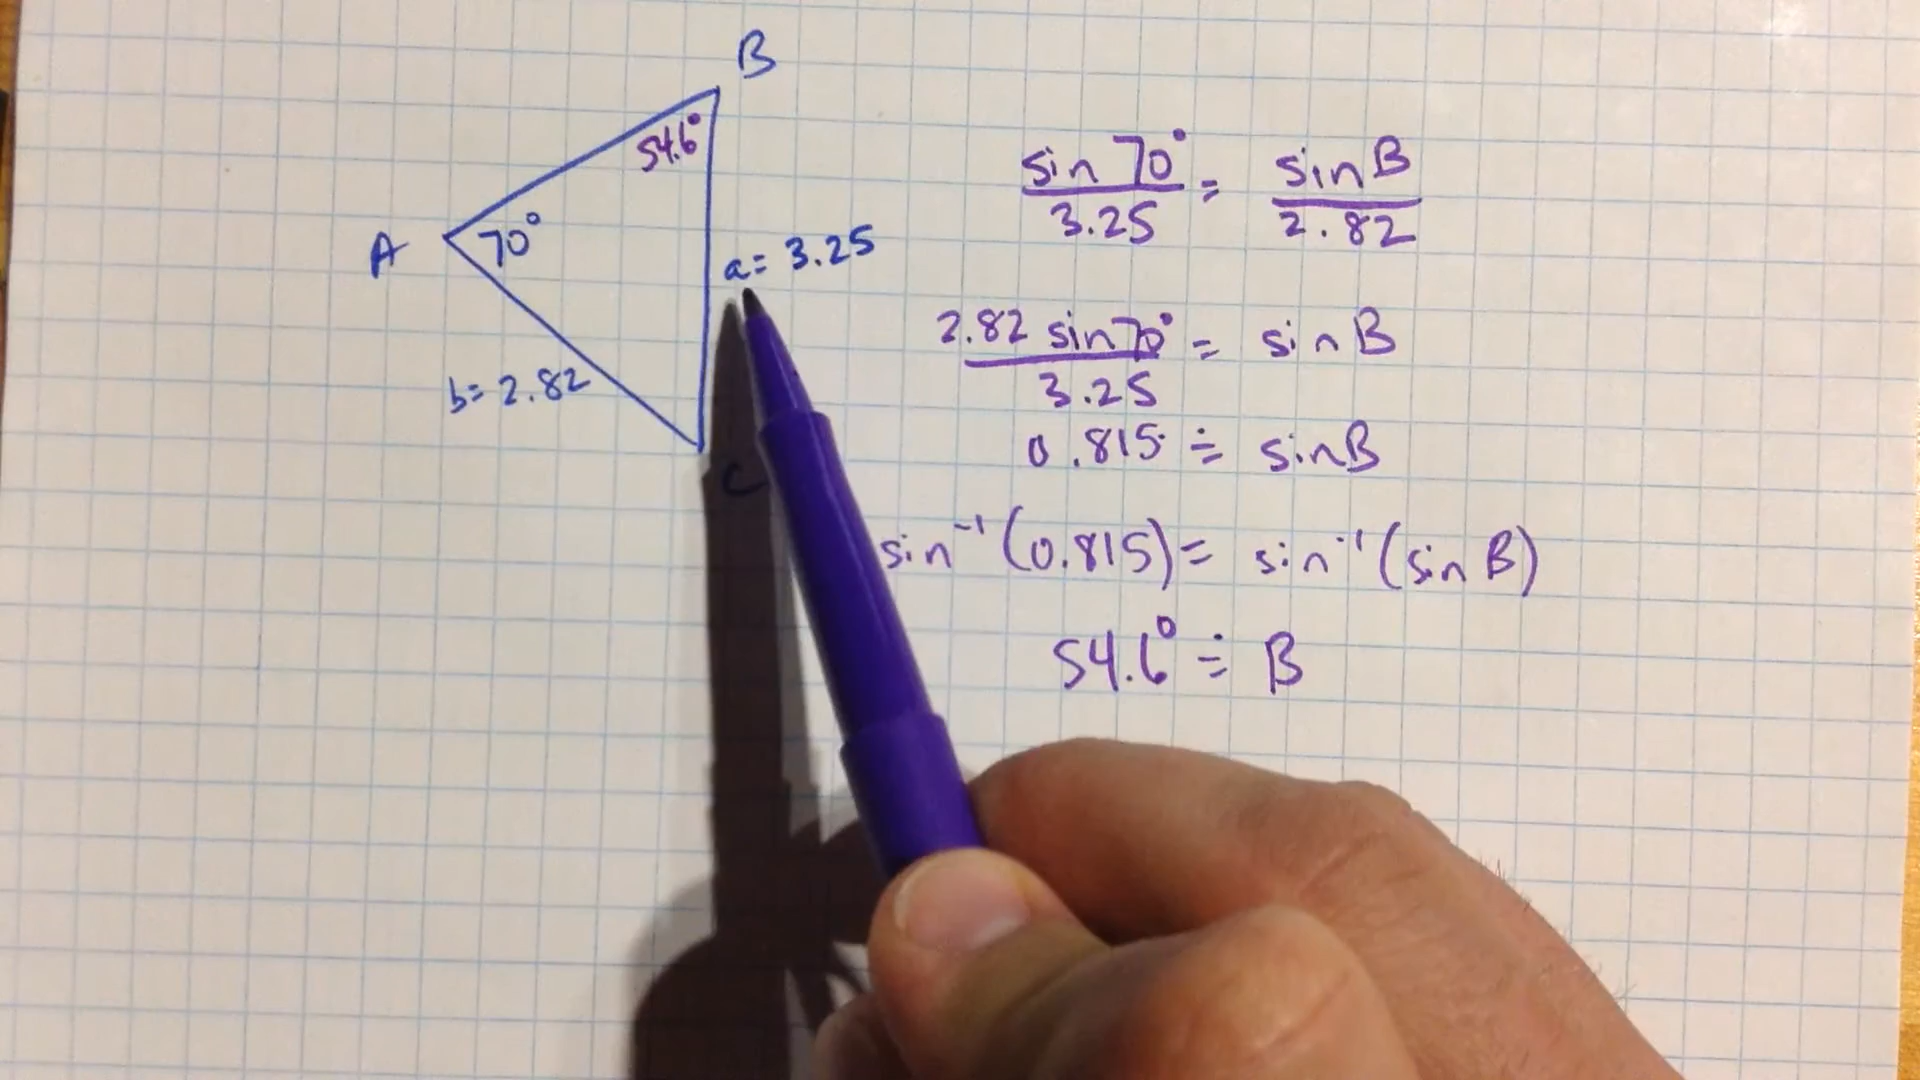 B
54.6°
A
70°
a = 3.25
b = 2.82
C
sin 70° = sin B
3.25 2.82
2.82 sin 70° = sin B
3.25
0.815 ≐ sin B
sin⁻¹(0.815) = sin⁻¹(sin B)
54.6° ≐ B